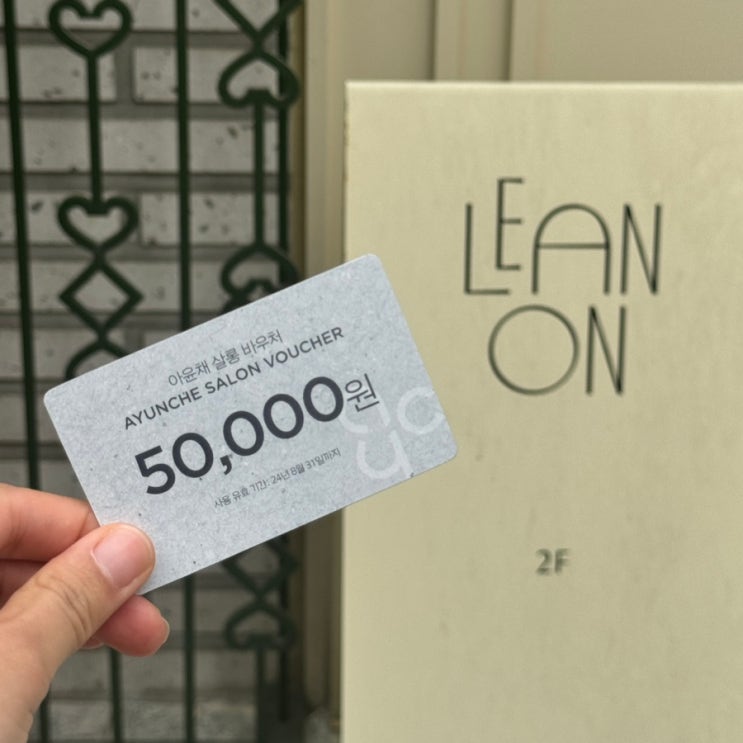 아윤채 살롱 바우처
AYUNCHE SALON VOUCHER
50,000원
사용 유효 기간: 24년 8월 31일까지
LEAN
ON
2F